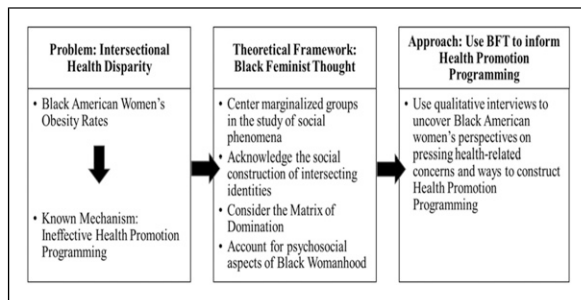 Problem: Intersectional
Health Disparity
• Black American Women's
Obesity Rates
• Known Mechanism:
Ineffective Health Promotion
Programming
Theoretical Framework:
Black Feminist Thought
• Center marginalized groups
in the study of social
phenomena
• Acknowledge the social
construction of intersecting
identities
• Consider the Matrix of
Domination
• Account for psychosocial
aspects of Black Womanhood
Approach: Use BFT to inform
Health Promotion
Programming
• Use qualitative interviews to
uncover Black American
women's perspectives on
pressing health-related
concerns and ways to construct
Health Promotion
Programming